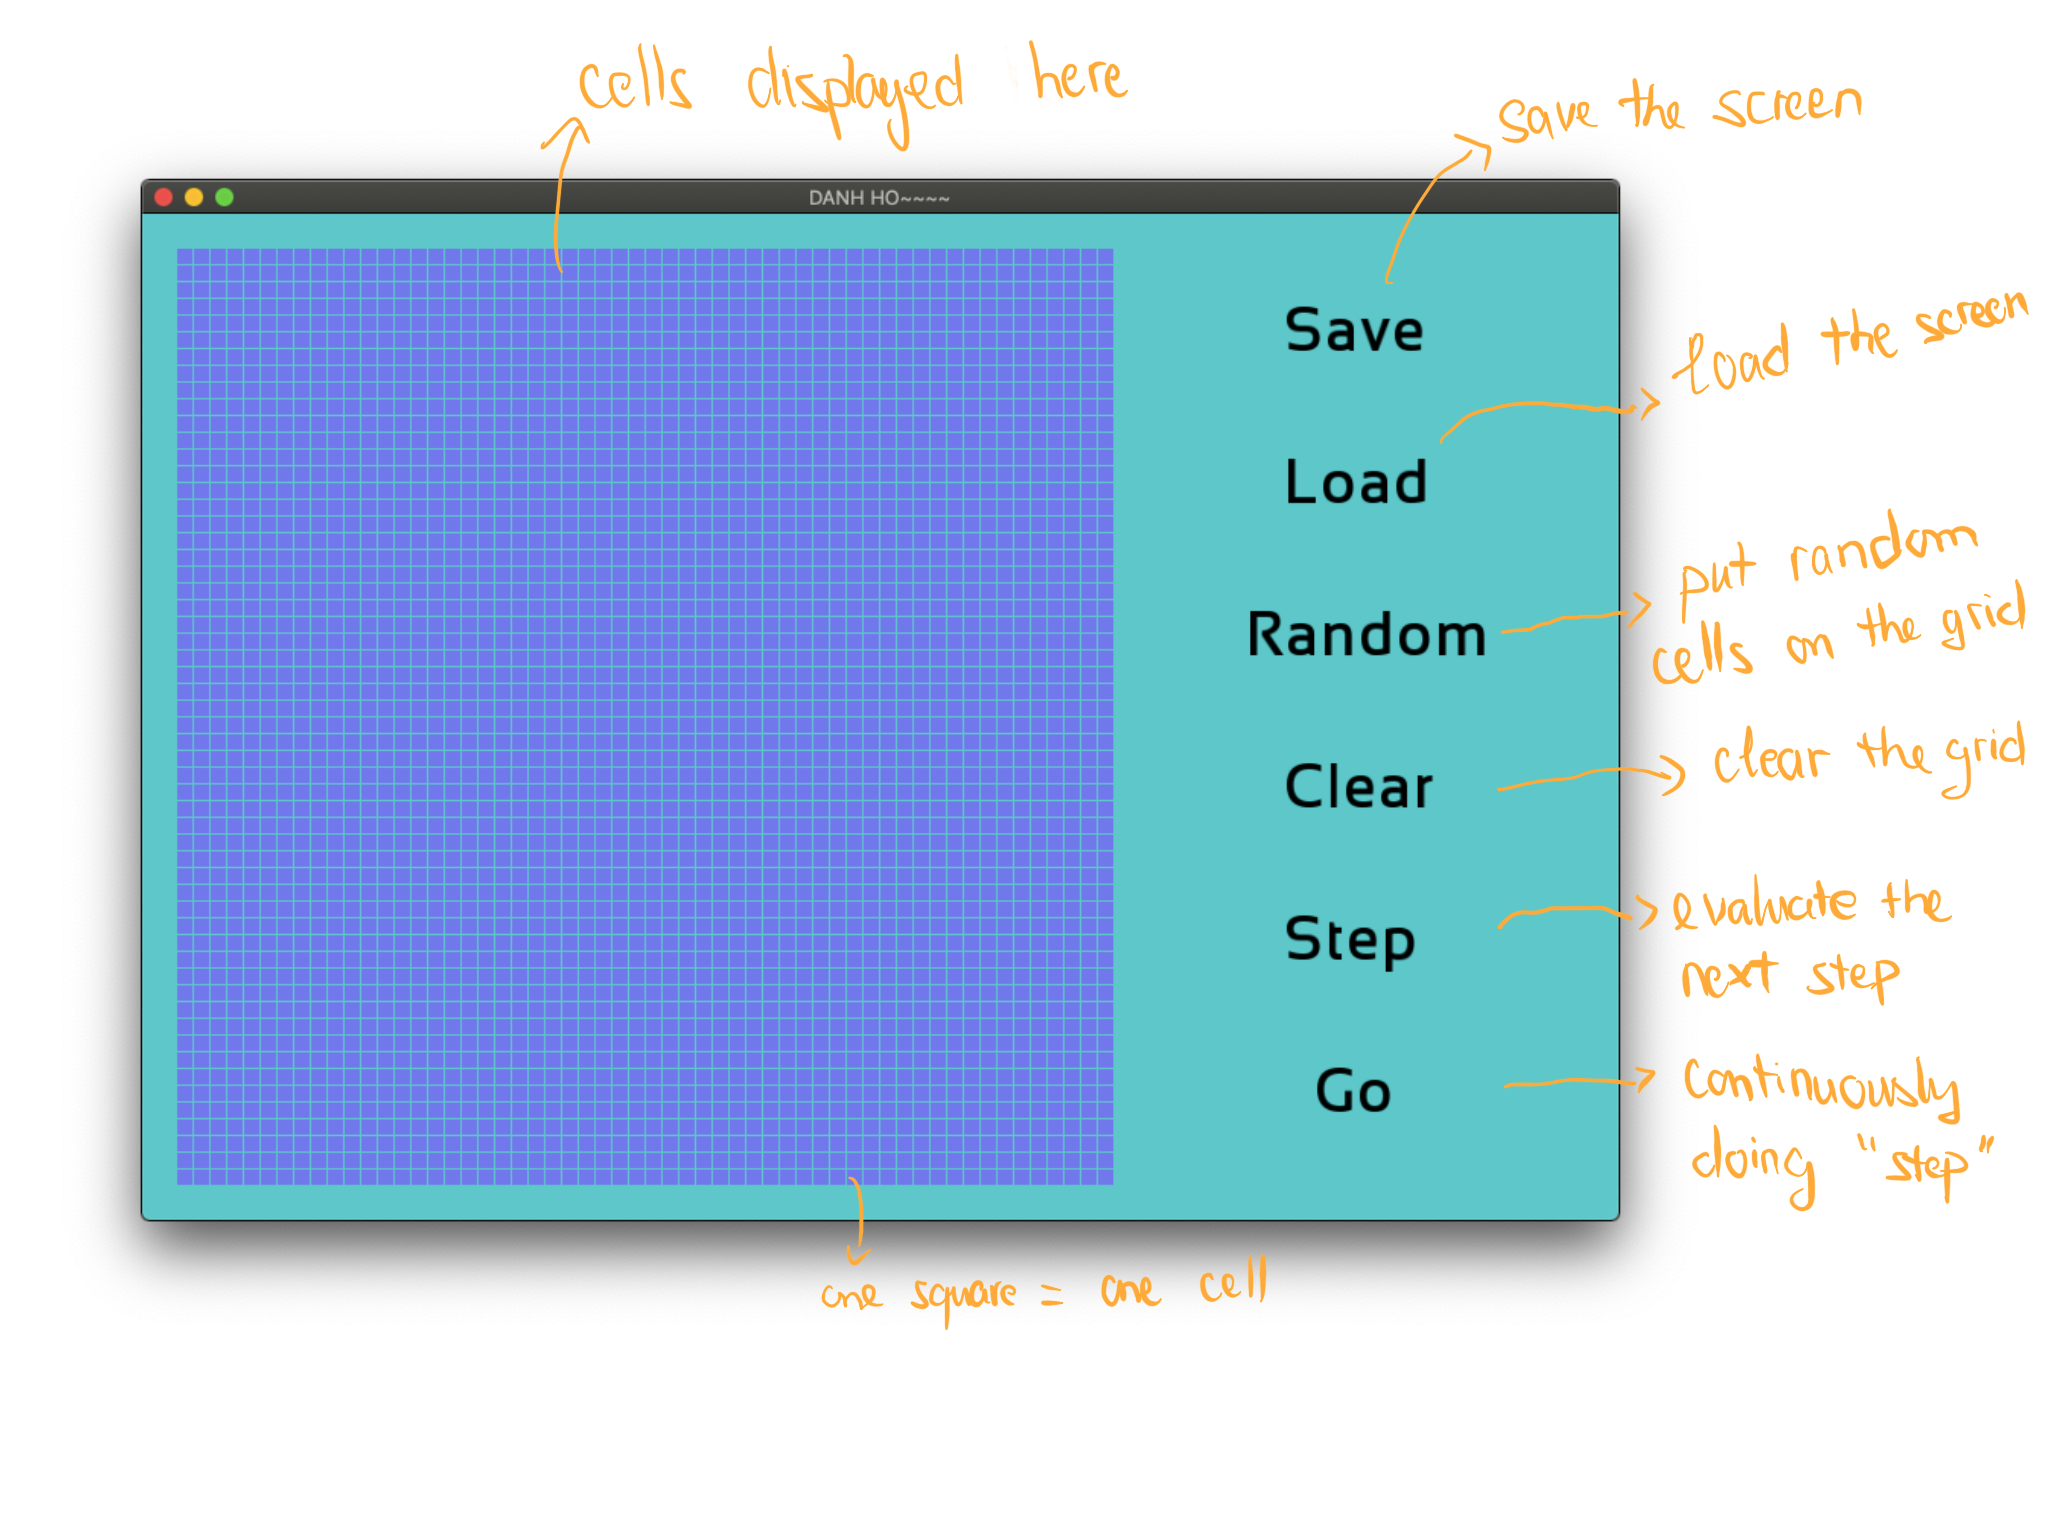 cells displayed here
save the screen
DANH HO~~~~
Save
load the screen
Load
put random
cells on the grid
Random
clear the grid
Clear
evaluate the
next step
Step
continuously
doing "step"
Go
one square = one cell